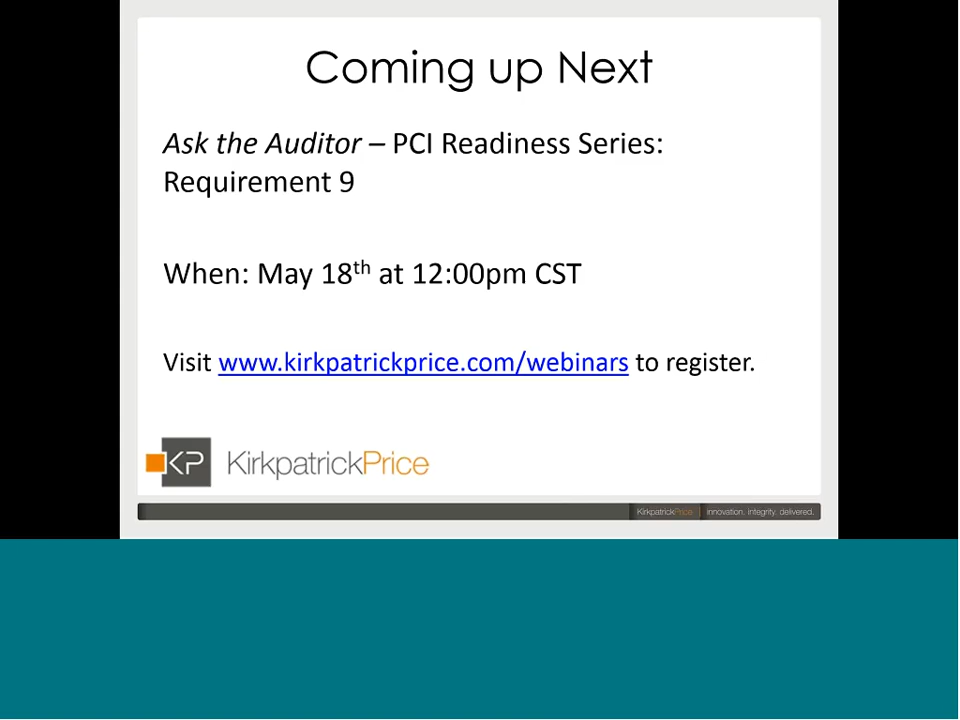 Coming up Next
Ask the Auditor – PCI Readiness Series:
Requirement 9
When: May 18th at 12:00pm CST
Visit www.kirkpatrickprice.com/webinars to register.
KP KirkpatrickPrice
KirkpatrickPrice innovation. integrity. delivered.